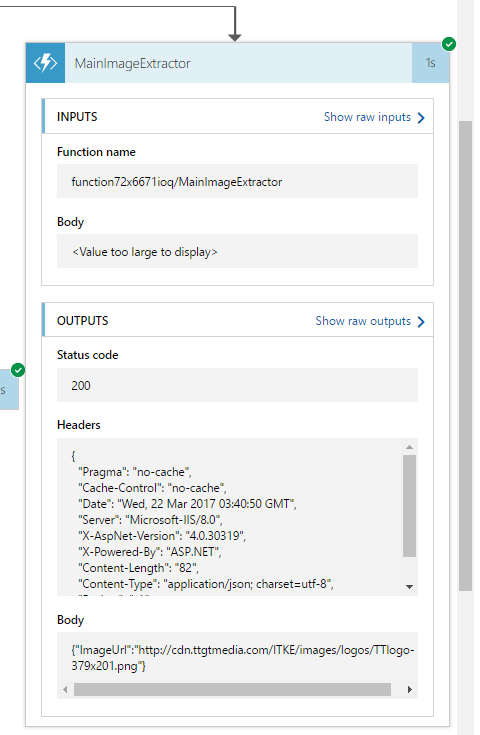 MainImageExtractor
1s
INPUTS
Show raw inputs
Function name
function72x6671ioq/MainImageExtractor
Body
<Value too large to display>
OUTPUTS
Show raw outputs
Status code
s
200
Headers
{
"Pragma": "no-cache",
"Cache-Control": "no-cache",
"Date": "Wed, 22 Mar 2017 03:40:50 GMT",
"Server": "Microsoft-IIS/8.0",
"X-AspNet-Version": "4.0.30319",
"X-Powered-By": "ASP.NET",
"Content-Length": "82",
"Content-Type": "application/json; charset=utf-8",
Body
{"ImageUrl":"http://cdn.ttgtmedia.com/ITKE/images/logos/TTlogo-
379x201.png"}